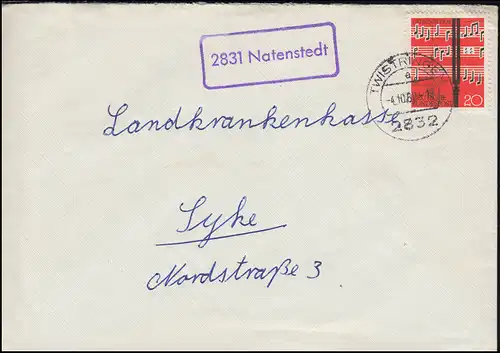 2831 Natenstedt
TWISTRINGEN
a
2832
20
Landkrankenkasse
Syke
Nordstraße 3